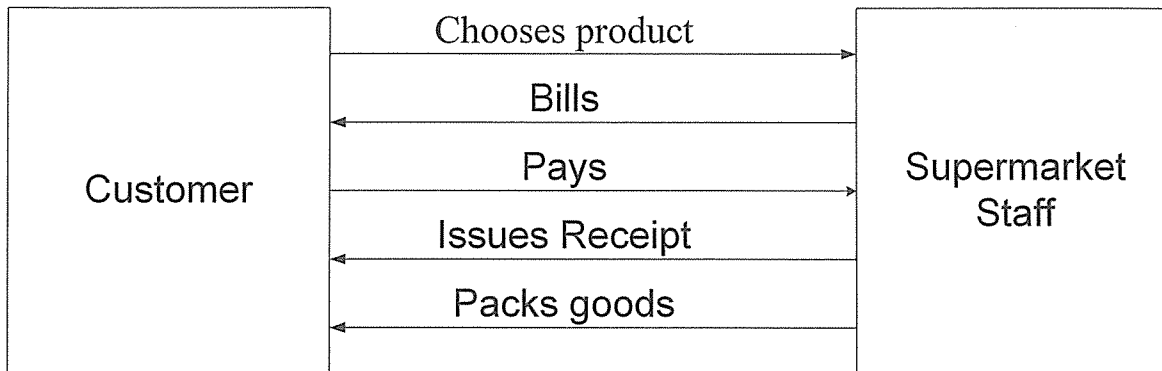 Chooses product
Bills
Customer
Pays
Supermarket
Staff
Issues Receipt
Packs goods